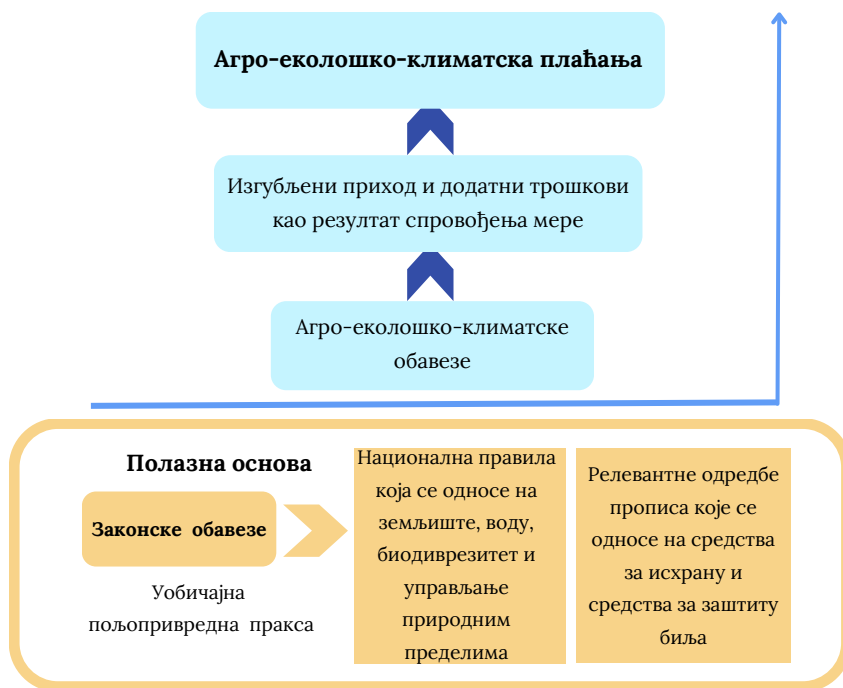 Агро-еколошко-климатска плаћања
Изгубљени приход и додатни трошкови
као резултат спровођења мере
Агро-еколошко-климатске
обавезе
Полазна основа
Законске обавезе
Уобичајна
пољопривредна пракса
Национална правила
која се односе на
земљиште, воду,
биодиврезитет и
управљање
природним
пределима
Релевантне одредбе
прописа које се
односе на средства
за исхрану и
средства за заштиту
биља